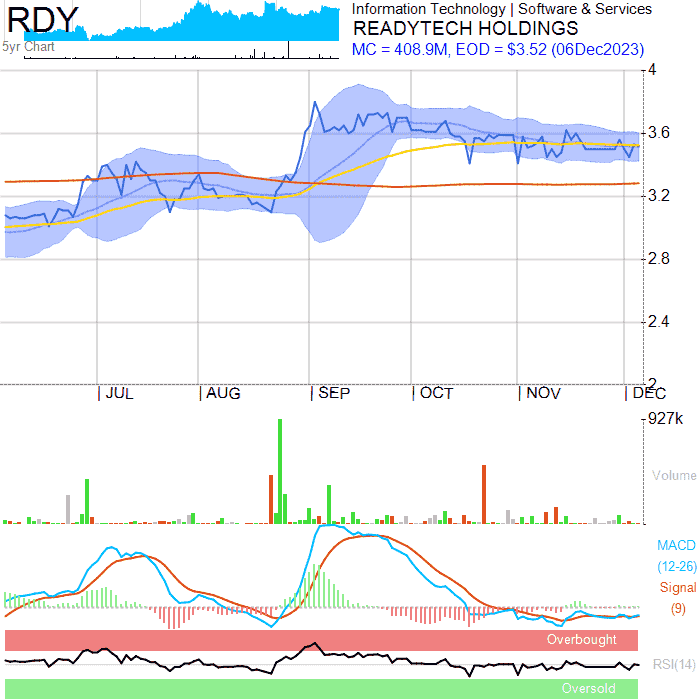 RDY
5yr Chart
Information Technology | Software & Services
READYTECH HOLDINGS
MC = 408.9M, EOD = $3.52 (06Dec2023)
4
3.6
3.2
2.8
2.4
2
JUL AUG SEP OCT NOV DEC
927k
Volume
MACD
(12-26)
Signal
(9)
Overbought
RSI(14)
Oversold